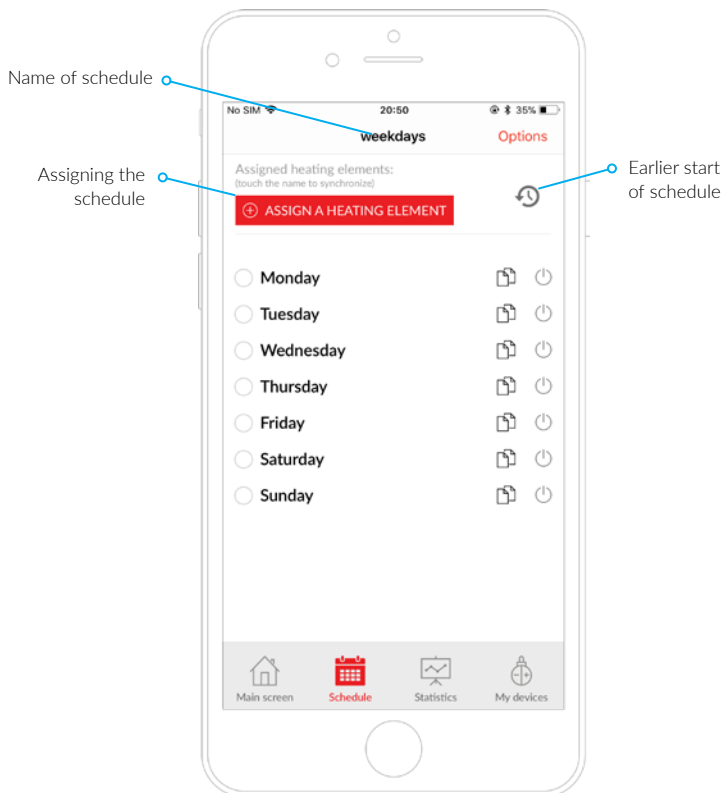 Name of schedule
No SIM 20:50 35%
weekdays Options
Assigned heating elements:
(touch the name to synchronize)
Assigning the
schedule
ASSIGN A HEATING ELEMENT
Earlier start
of schedule
Monday
Tuesday
Wednesday
Thursday
Friday
Saturday
Sunday
Main screen Schedule Statistics My devices